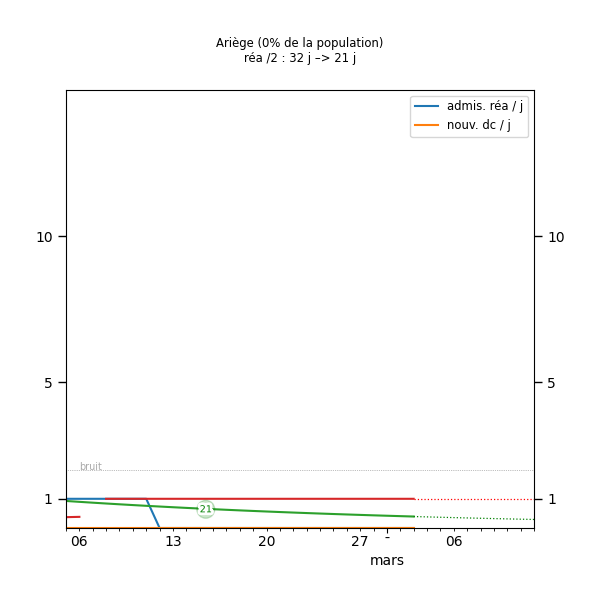 Ariège (0% de la population)
réa /2 : 32 j –> 21 j
admis. réa / j
nouv. dc / j
10 10
5 5
bruit
1 1
21
06 13 20 27 - 06
mars